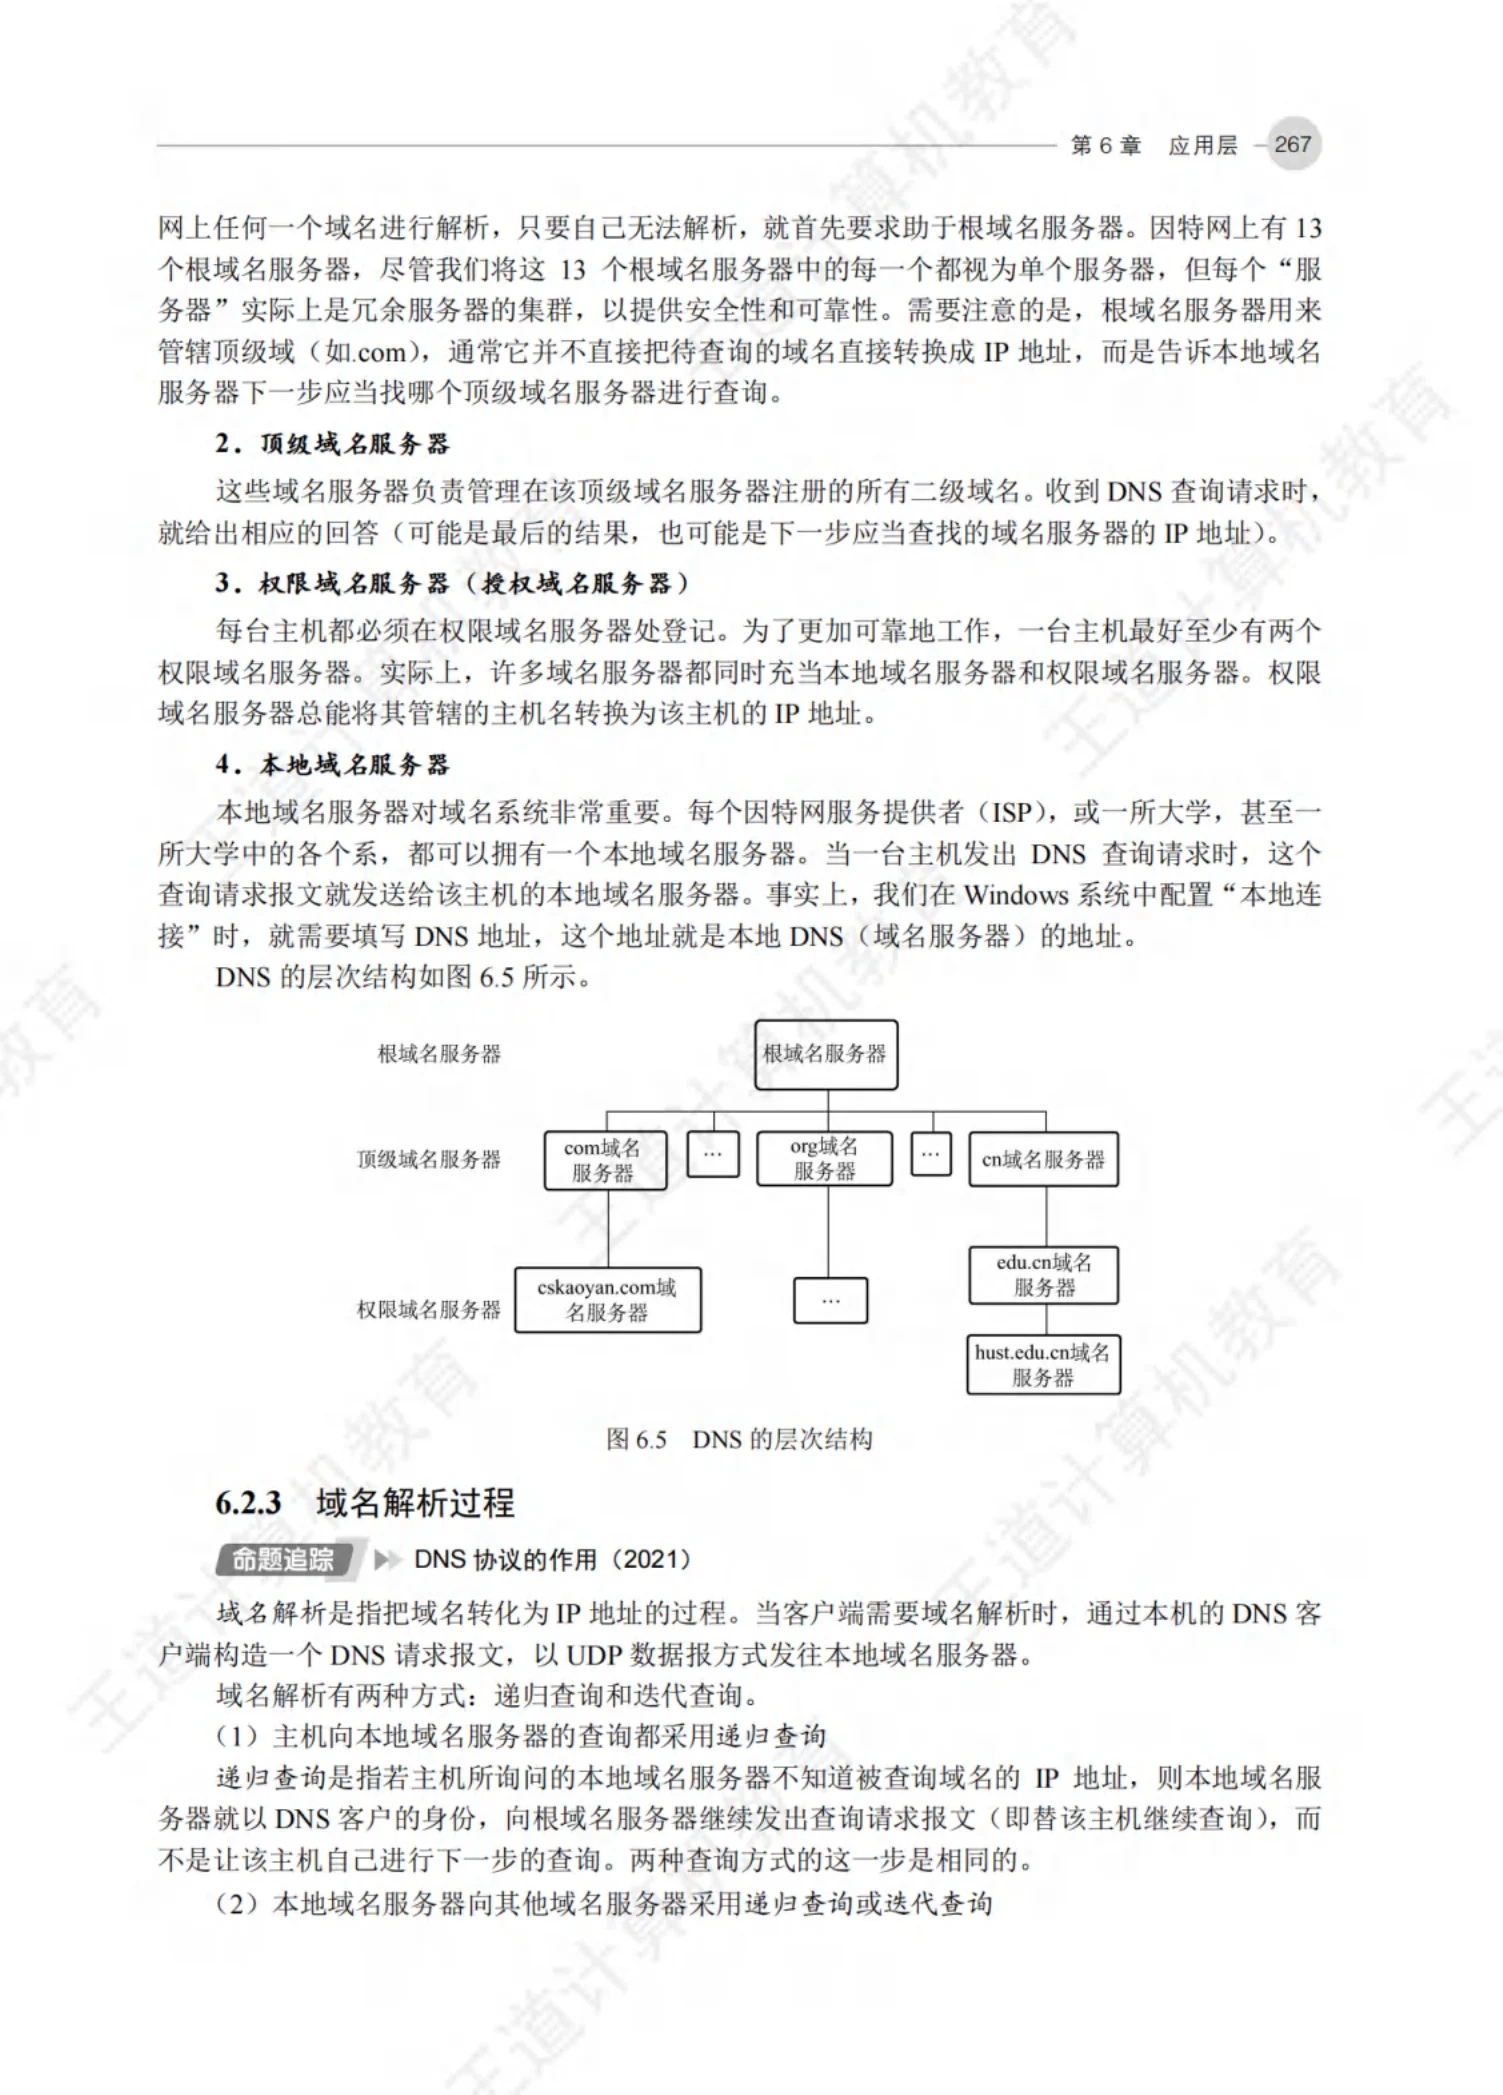 第 6 章 应用层 267
网上任何一个域名进行解析，只要自己无法解析，就首先要求助于根域名服务器。因特网上有 13
个根域名服务器，尽管我们将这 13 个根域名服务器中的每一个都视为单个服务器，但每个“服
务器”实际上是冗余服务器的集群，以提供安全性和可靠性。需要注意的是，根域名服务器用来
管辖顶级域（如.com），通常它并不直接把待查询的域名直接转换成 IP 地址，而是告诉本地域名
服务器下一步应当找哪个顶级域名服务器进行查询。
2．顶级域名服务器
这些域名服务器负责管理在该顶级域名服务器注册的所有二级域名。收到 DNS 查询请求时，
就给出相应的回答（可能是最后的结果，也可能是下一步应当查找的域名服务器的 IP 地址）。
3．权限域名服务器（授权域名服务器）
每台主机都必须在权限域名服务器处登记。为了更加可靠地工作，一台主机最好至少有两个
权限域名服务器。实际上，许多域名服务器都同时充当本地域名服务器和权限域名服务器。权限
域名服务器总能将其管辖的主机名转换为该主机的 IP 地址。
4．本地域名服务器
本地域名服务器对域名系统非常重要。每个因特网服务提供者（ISP），或一所大学，甚至一
所大学中的各个系，都可以拥有一个本地域名服务器。当一台主机发出 DNS 查询请求时，这个
查询请求报文就发送给该主机的本地域名服务器。事实上，我们在 Windows 系统中配置“本地连
接”时，就需要填写 DNS 地址，这个地址就是本地 DNS（域名服务器）的地址。
DNS 的层次结构如图 6.5 所示。
根域名服务器 根域名服务器
顶级域名服务器
com域名
服务器
…
org域名
服务器
…
cn域名服务器
edu.cn域名
服务器
权限域名服务器
cskaoyan.com域
名服务器
…
hust.edu.cn域名
服务器
图 6.5 DNS 的层次结构
6.2.3 域名解析过程
命题追踪 DNS 协议的作用（2021）
域名解析是指把域名转化为 IP 地址的过程。当客户端需要域名解析时，通过本机的 DNS 客
户端构造一个 DNS 请求报文，以 UDP 数据报方式发往本地域名服务器。
域名解析有两种方式：递归查询和迭代查询。
（1）主机向本地域名服务器的查询都采用递归查询
递归查询是指若主机所询问的本地域名服务器不知道被查询域名的 IP 地址，则本地域名服
务器就以 DNS 客户的身份，向根域名服务器继续发出查询请求报文（即替该主机继续查询），而
不是让该主机自己进行下一步的查询。两种查询方式的这一步是相同的。
（2）本地域名服务器向其他域名服务器采用递归查询或迭代查询
王道计算机教育